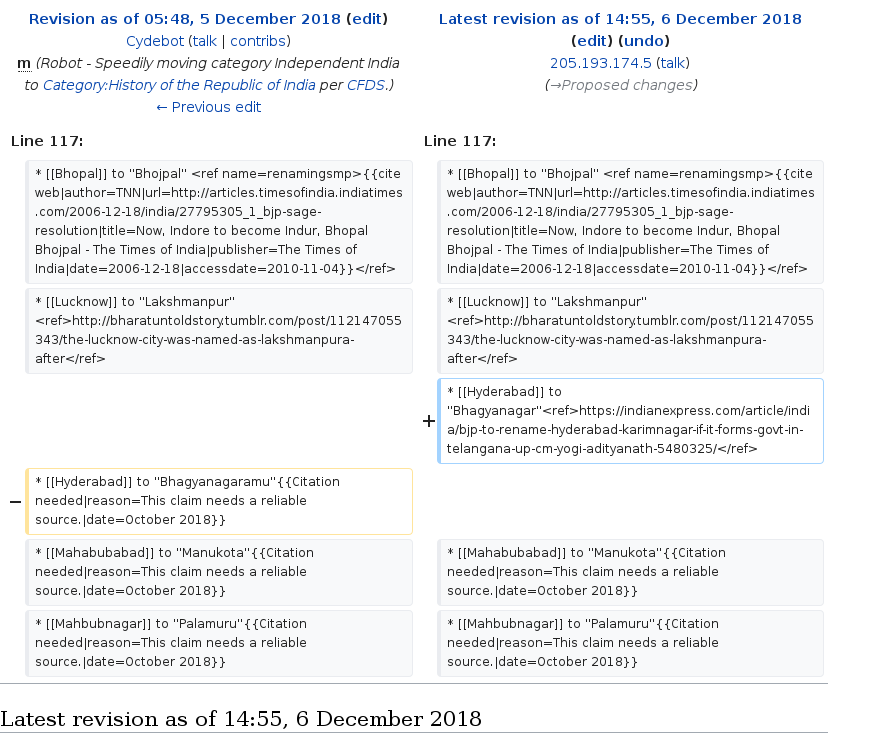 Revision as of 05:48, 5 December 2018 (edit)
Cydebot (talk | contribs)
m (Robot - Speedily moving category Independent India
to Category:History of the Republic of India per CFDS.)
← Previous edit
Latest revision as of 14:55, 6 December 2018
(edit) (undo)
205.193.174.5 (talk)
(→Proposed changes)
Line 117:
Line 117:
* [[Bhopal]] to "Bhojpal" <ref name=renamingsmp>{{cite
web|author=TNN|url=http://articles.timesofindia.indiatimes
.com/2006-12-18/india/27795305_1_bjp-sage-
resolution|title=Now, Indore to become Indur, Bhopal
Bhojpal - The Times of India|publisher=The Times of
India|date=2006-12-18|accessdate=2010-11-04}}</ref>
* [[Bhopal]] to "Bhojpal" <ref name=renamingsmp>{{cite
web|author=TNN|url=http://articles.timesofindia.indiatimes
.com/2006-12-18/india/27795305_1_bjp-sage-
resolution|title=Now, Indore to become Indur, Bhopal
Bhojpal - The Times of India|publisher=The Times of
India|date=2006-12-18|accessdate=2010-11-04}}</ref>
* [[Lucknow]] to "Lakshmanpur"
<ref>http://bharatuntoldstory.tumblr.com/post/112147055
343/the-lucknow-city-was-named-as-lakshmanpura-
after</ref>
* [[Lucknow]] to "Lakshmanpur"
<ref>http://bharatuntoldstory.tumblr.com/post/112147055
343/the-lucknow-city-was-named-as-lakshmanpura-
after</ref>
+
* [[Hyderabad]] to
"Bhagyanagar"<ref>https://indianexpress.com/article/indi
a/bjp-to-rename-hyderabad-karimnagar-if-it-forms-govt-in-
telangana-up-cm-yogi-adityanath-5480325/</ref>
−
* [[Hyderabad]] to "Bhagyanagaramu"{{Citation
needed|reason=This claim needs a reliable
source.|date=October 2018}}
* [[Mahabubabad]] to "Manukota"{{Citation
needed|reason=This claim needs a reliable
source.|date=October 2018}}
* [[Mahabubabad]] to "Manukota"{{Citation
needed|reason=This claim needs a reliable
source.|date=October 2018}}
* [[Mahbubnagar]] to "Palamuru"{{Citation
needed|reason=This claim needs a reliable
source.|date=October 2018}}
* [[Mahbubnagar]] to "Palamuru"{{Citation
needed|reason=This claim needs a reliable
source.|date=October 2018}}
Latest revision as of 14:55, 6 December 2018